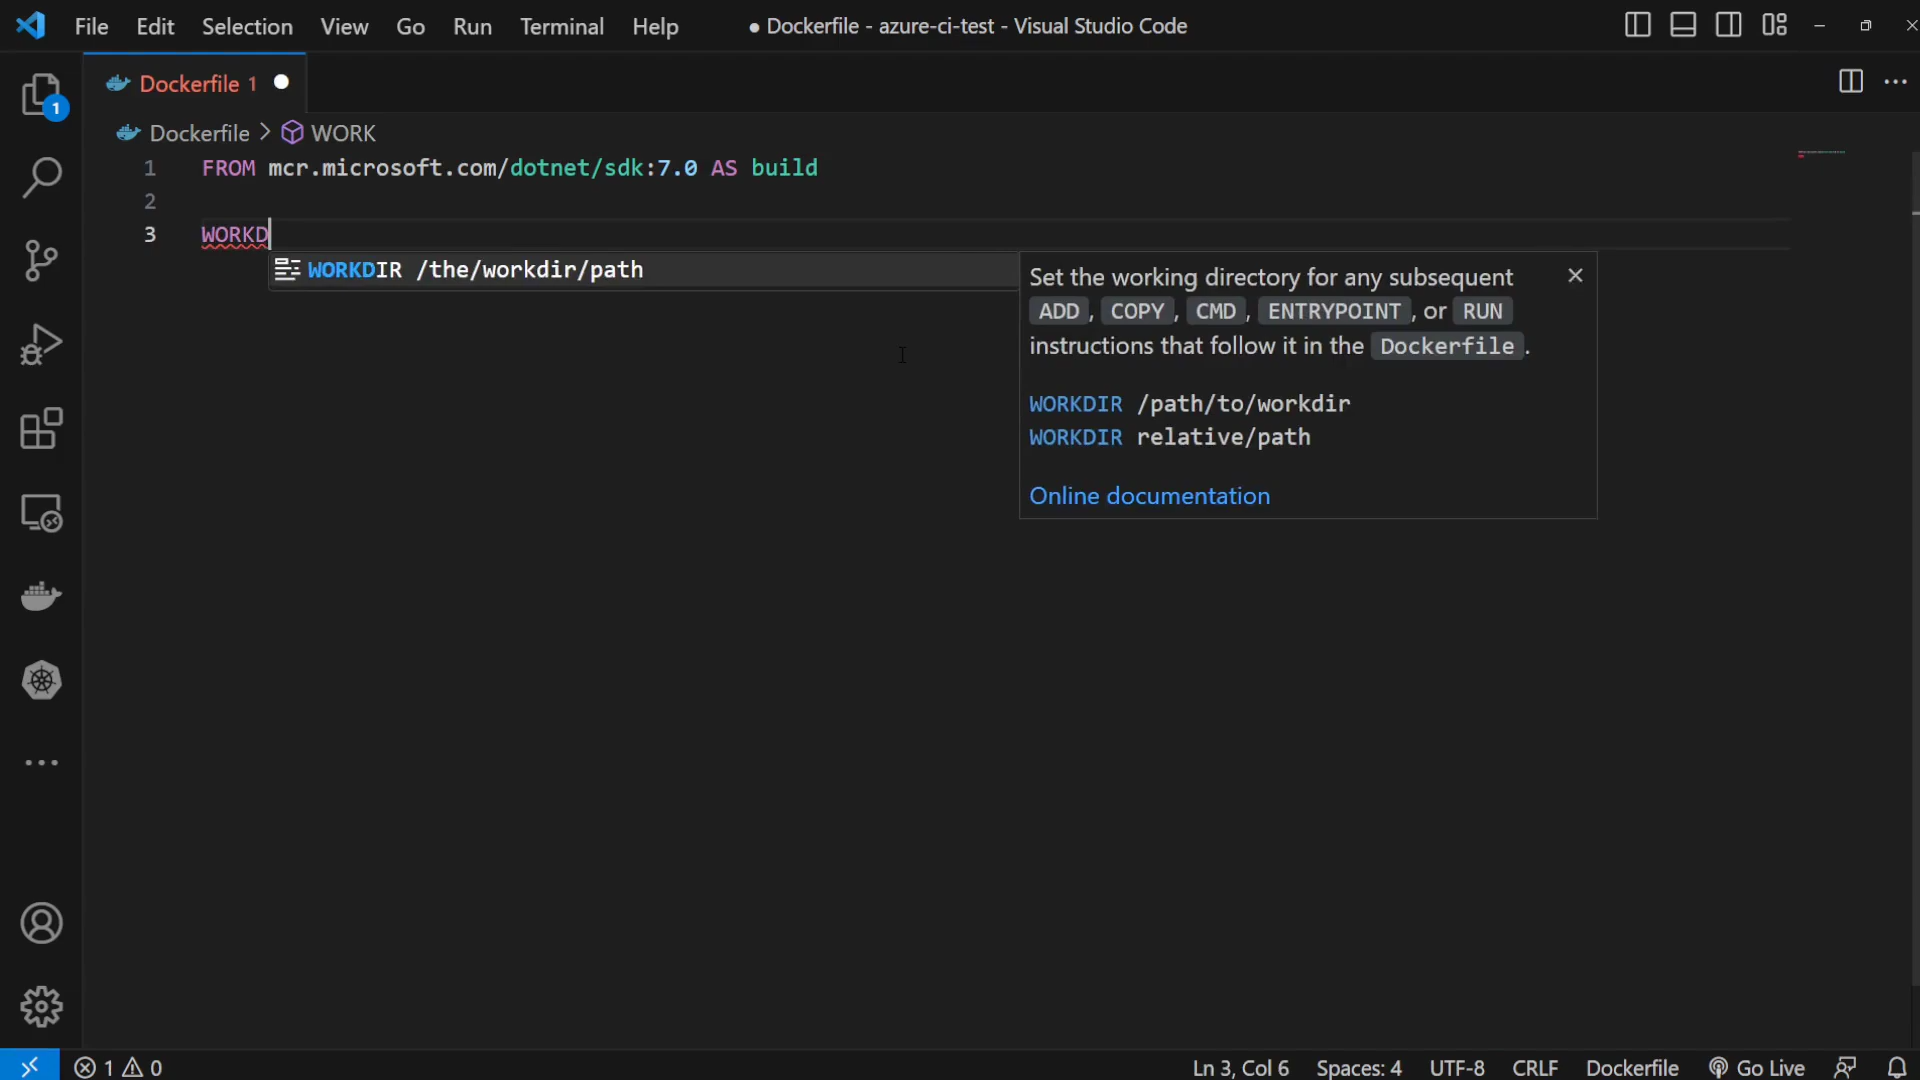 File Edit Selection View Go Run Terminal Help ● Dockerfile - azure-ci-test - Visual Studio Code
1
Dockerfile 1
Dockerfile > WORK
1 FROM mcr.microsoft.com/dotnet/sdk:7.0 AS build
2
3 WORKD
WORKDIR /the/workdir/path
Set the working directory for any subsequent
ADD, COPY, CMD, ENTRYPOINT, or RUN
instructions that follow it in the Dockerfile.
WORKDIR /path/to/workdir
WORKDIR relative/path
Online documentation
1 0 Ln 3, Col 6 Spaces: 4 UTF-8 CRLF Dockerfile Go Live